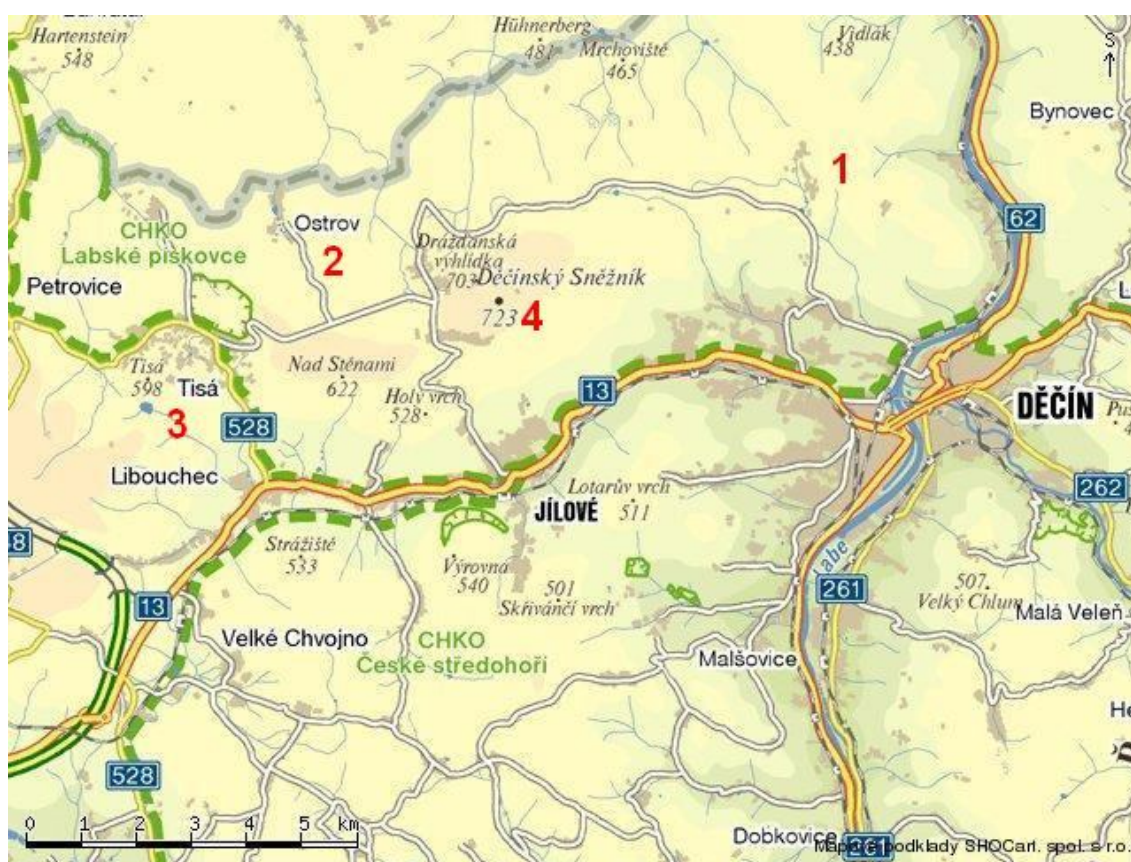 Hartenstein
548
Hühnerberg
481
Mrchoviště
465
Vidlák
438
S
Bynovec
1
62
Ostrov
CHKO
Labské pískovce
2
Drážďanská
vyhlídka
703
Děčínský Sněžník
723
4
Petrovice
Tisá
598
Tisá
Nad Stěnami
622
Holý vrch
528
13
DĚČÍN
3
528
Libouchec
JÍLOVÉ
Lotarův vrch
511
262
Strážiště
533
Výrovná
540
501
Skřivánčí vrch
Labe
261
507
Velký Chlum
Malá Veleň
13
Velké Chvojno
CHKO
České středohoří
Malšovice
528
0 1 2 3 4 5 km
Dobkovice
261
Mapové podklady SHOCart, spol. s r.o.